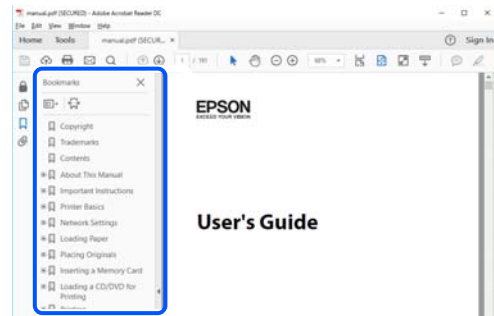 manual.pdf (SECURED) - Adobe Acrobat Reader DC
File Edit View Window Help
Home Tools manual.pdf (SECUR... × Sign In
1 / 191
Bookmarks
Copyright
Trademarks
Contents
About This Manual
Important Instructions
Printer Basics
Network Settings
Loading Paper
Placing Originals
Inserting a Memory Card
Loading a CD/DVD for
Printing
EPSON
EXCEED YOUR VISION
User's Guide